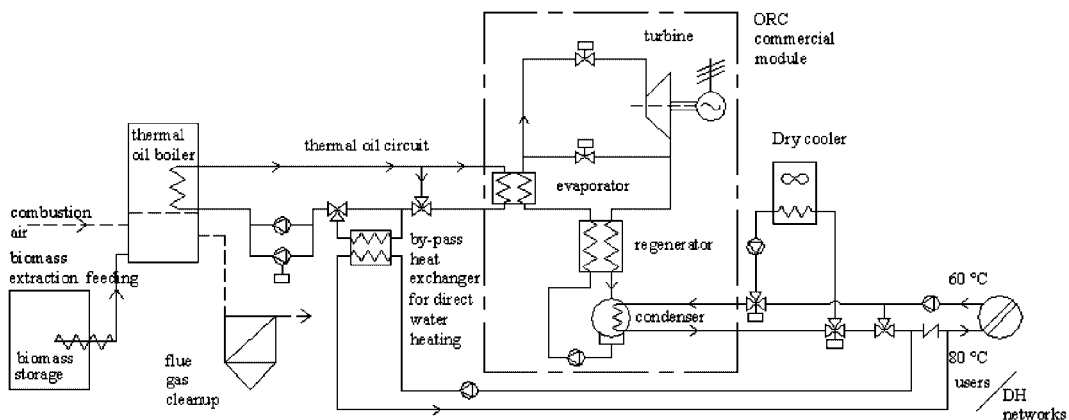 ORC
commercial
module
turbine
thermal
oil boiler
thermal oil circuit
Dry cooler
evaporator
combustion
air
by-pass
heat
exchanger
for direct
water
heating
regenerator
biomass
extraction feeding
60 °C
condenser
biomass
storage
flue
gas
cleanup
80 °C
users
DH
networks